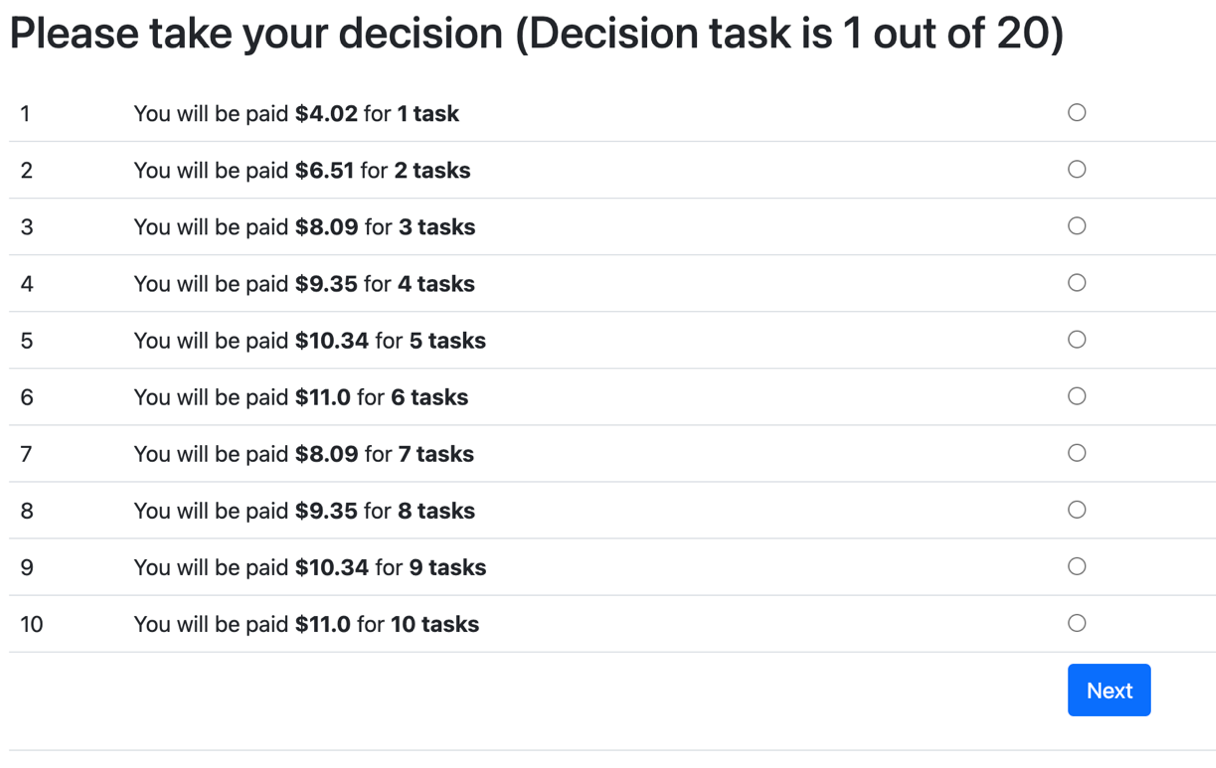 Please take your decision (Decision task is 1 out of 20)
1 You will be paid $4.02 for 1 task
2 You will be paid $6.51 for 2 tasks
3 You will be paid $8.09 for 3 tasks
4 You will be paid $9.35 for 4 tasks
5 You will be paid $10.34 for 5 tasks
6 You will be paid $11.0 for 6 tasks
7 You will be paid $8.09 for 7 tasks
8 You will be paid $9.35 for 8 tasks
9 You will be paid $10.34 for 9 tasks
10 You will be paid $11.0 for 10 tasks
Next